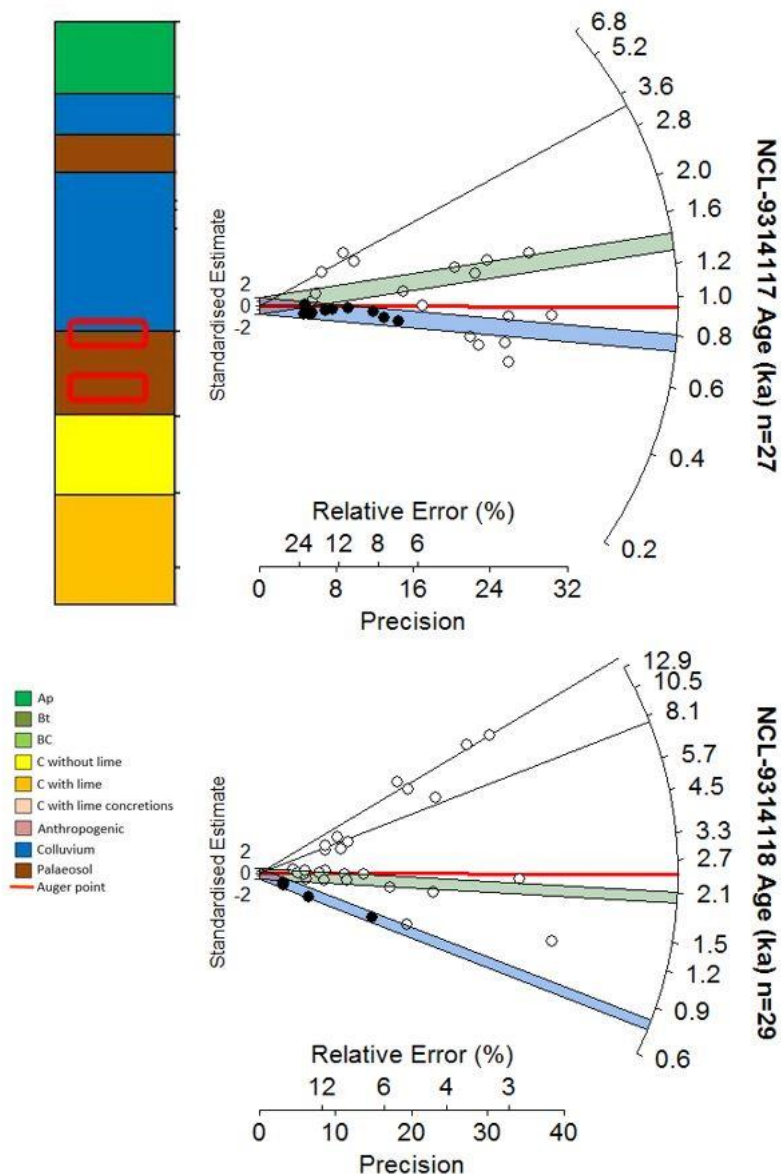 6.8
5.2
3.6
2.8
2.0
1.6
1.2
1.0
0.8
0.6
0.4
0.2
NCL-9314117 Age (ka) n=27
Standardised Estimate
2
0
-2
Relative Error (%)
24 12 8 6
0 8 16 24 32
Precision
Ap
Bt
BC
C without lime
C with lime
C with lime concretions
Anthropogenic
Colluvium
Palaeosol
Auger point
12.9
10.5
8.1
5.7
4.5
3.3
2.7
2.1
1.5
1.2
0.9
0.6
NCL-9314118 Age (ka) n=29
Standardised Estimate
2
0
-2
Relative Error (%)
12 6 4 3
0 10 20 30 40
Precision